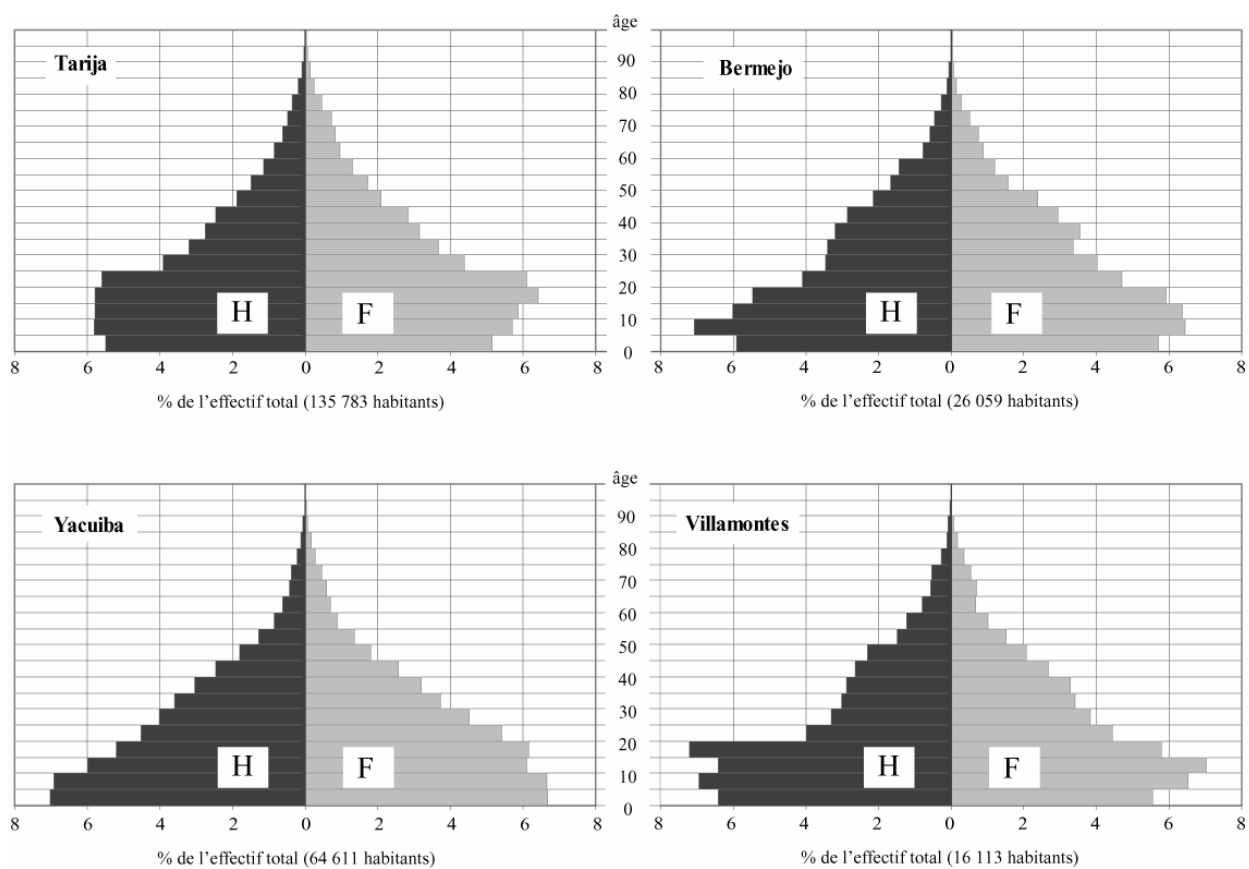 âge
Tarija
Bermejo
90
80
70
60
50
40
30
20
10
0
H
F
H
F
8 6 4 2 0 2 4 6 8
8 6 4 2 0 2 4 6 8
% de l'effectif total (135 783 habitants)
% de l'effectif total (26 059 habitants)
âge
Yacuiba
Villamontes
90
80
70
60
50
40
30
20
10
0
H
F
H
F
8 6 4 2 0 2 4 6 8
8 6 4 2 0 2 4 6 8
% de l'effectif total (64 611 habitants)
% de l'effectif total (16 113 habitants)